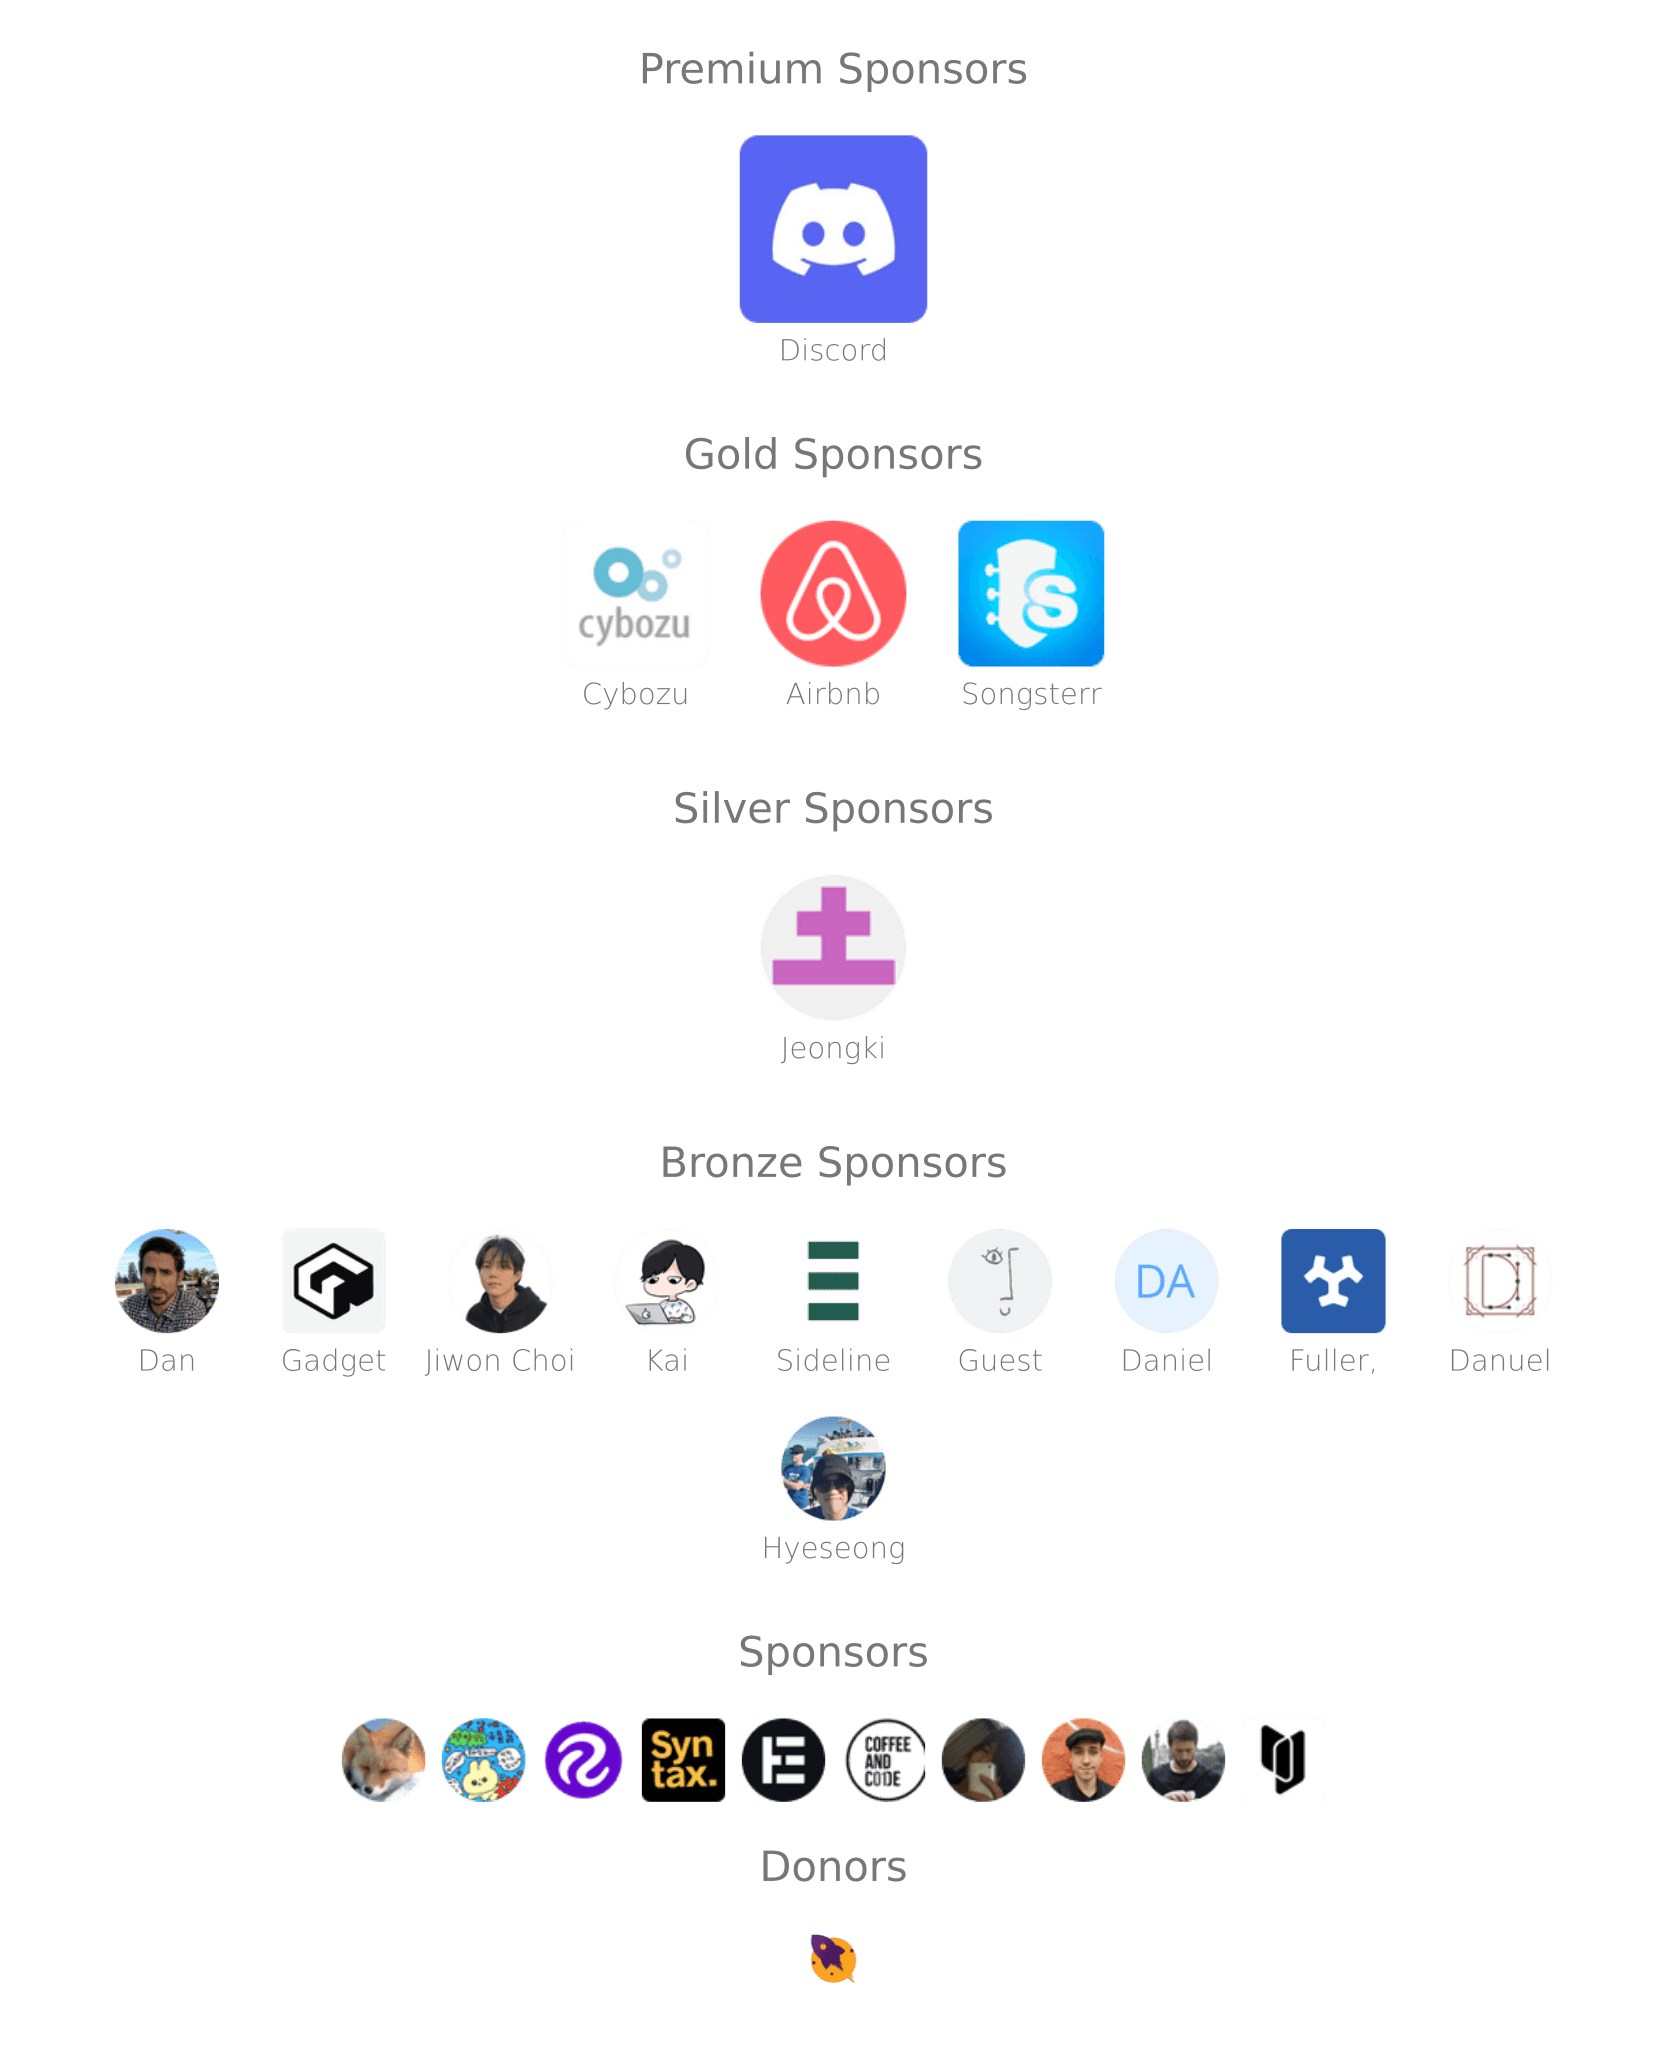 Premium Sponsors
Discord
Gold Sponsors
cybozu
S
Cybozu Airbnb Songsterr
Silver Sponsors
Jeongki
Bronze Sponsors
DA
Dan Gadget Jiwon Choi Kai Sideline Guest Daniel Fuller, Danuel
Hyeseong
Sponsors
Syn
tax.
COFFEE
AND
CODE
Donors